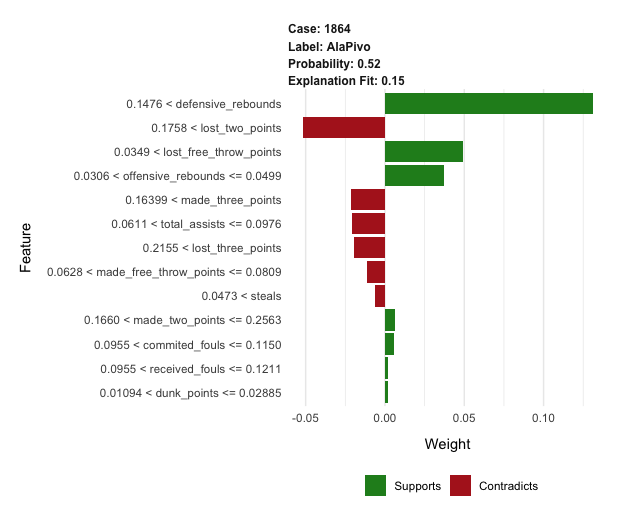 Case: 1864
Label: AlaPivo
Probability: 0.52
Explanation Fit: 0.15
0.1476 < defensive_rebounds
0.1758 < lost_two_points
0.0349 < lost_free_throw_points
0.0306 < offensive_rebounds <= 0.0499
0.16399 < made_three_points
0.0611 < total_assists <= 0.0976
0.2155 < lost_three_points
0.0628 < made_free_throw_points <= 0.0809
0.0473 < steals
0.1660 < made_two_points <= 0.2563
0.0955 < commited_fouls <= 0.1150
0.0955 < received_fouls <= 0.1211
0.01094 < dunk_points <= 0.02885
Feature
-0.05 0.00 0.05 0.10
Weight
Supports Contradicts